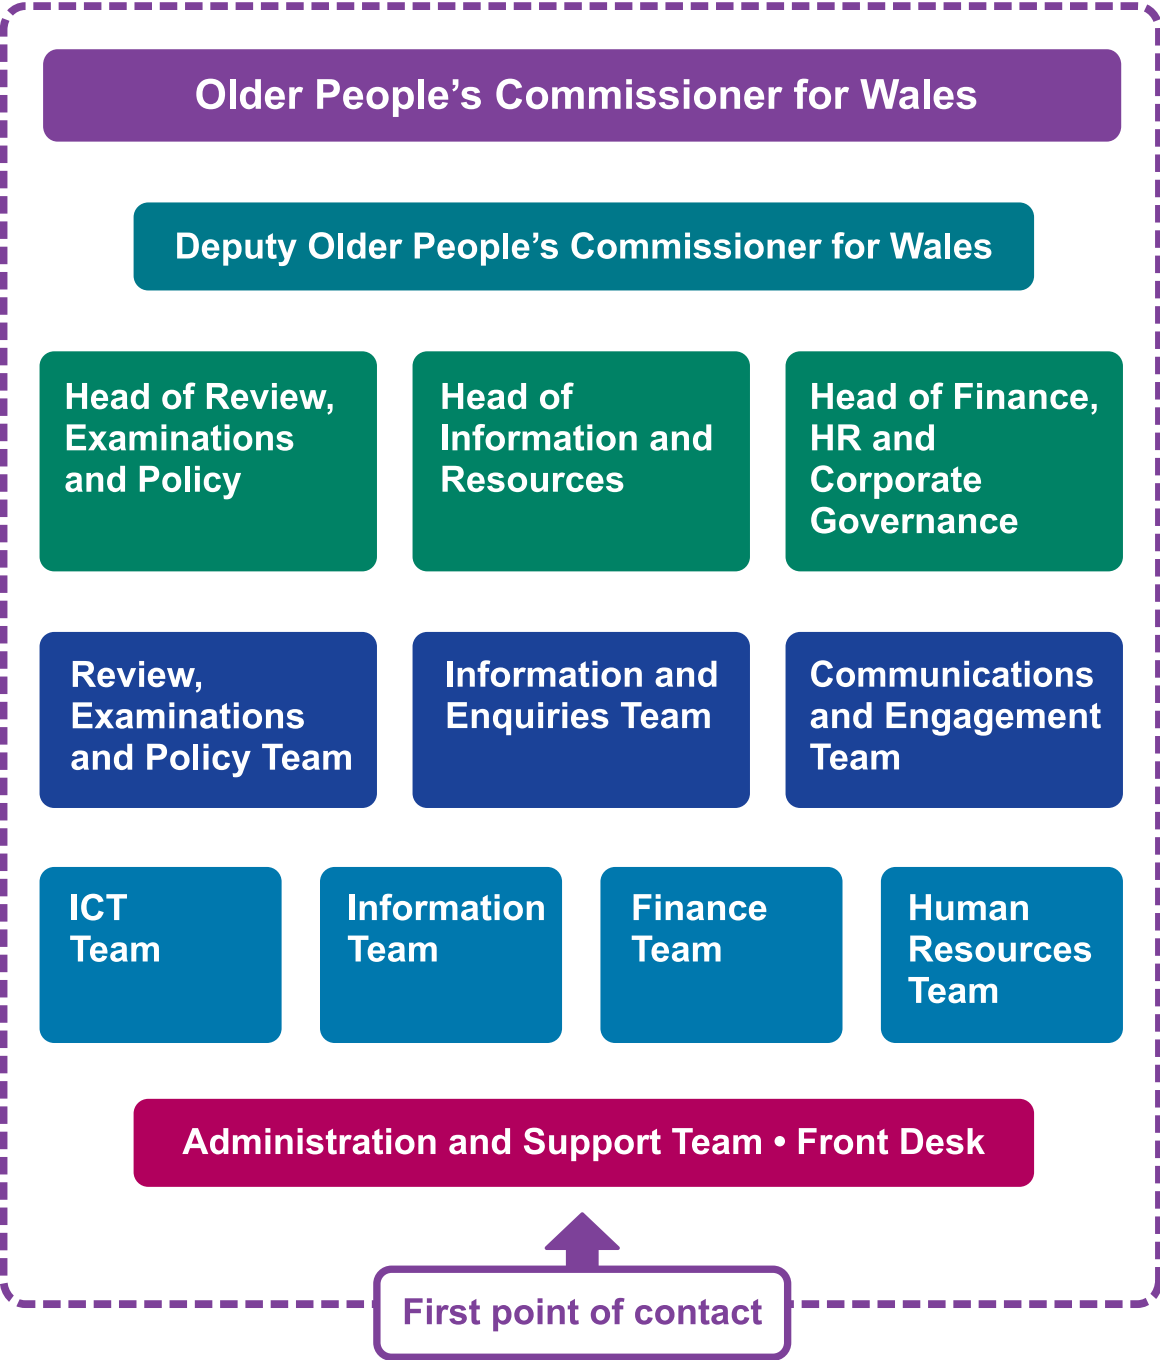 Older People’s Commissioner for Wales
Deputy Older People’s Commissioner for Wales
Head of Review,
Examinations
and Policy
Head of
Information and
Resources
Head of Finance,
HR and
Corporate
Governance
Review,
Examinations
and Policy Team
Information and
Enquiries Team
Communications
and Engagement
Team
ICT
Team
Information
Team
Finance
Team
Human
Resources
Team
Administration and Support Team • Front Desk
First point of contact